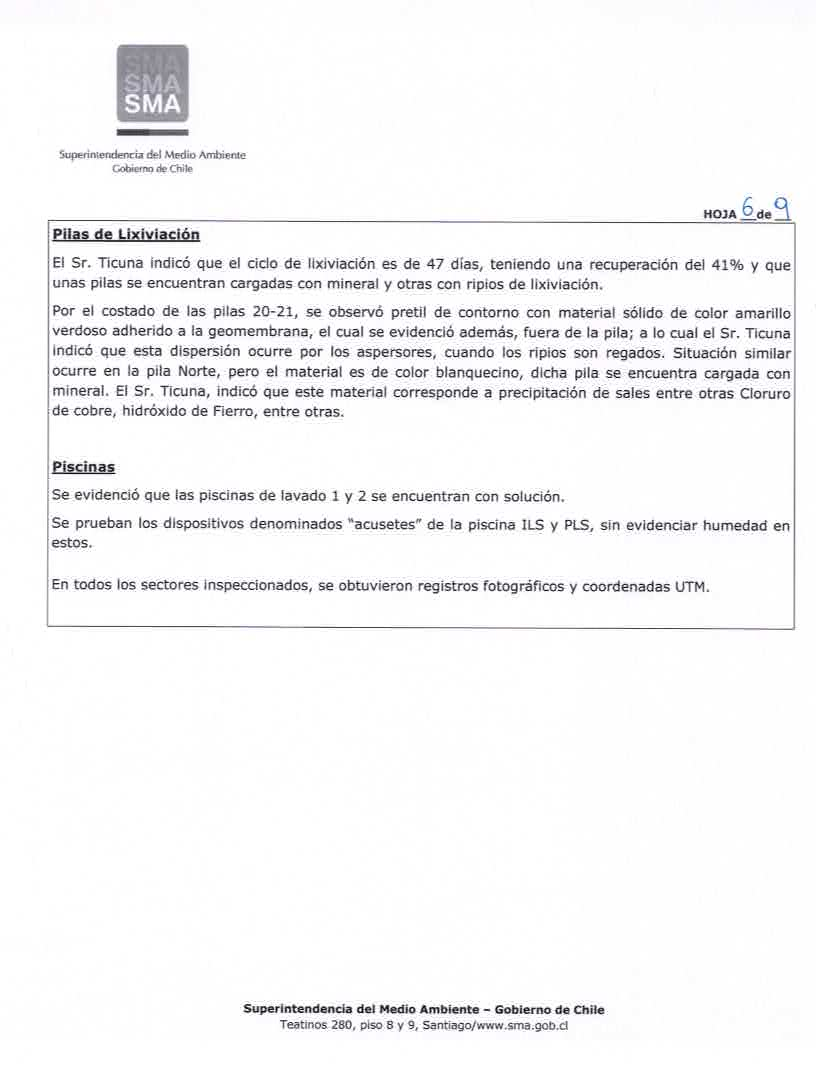 SMA
SMA
SMA
Superintendencia del Medio Ambiente
Gobierno de Chile
HOJA 6 de 9
Pilas de Lixiviación
El Sr. Ticuna indicó que el ciclo de lixiviación es de 47 días, teniendo una recuperación del 41% y que
unas pilas se encuentran cargadas con mineral y otras con ripios de lixiviación.
Por el costado de las pilas 20-21, se observó pretil de contorno con material sólido de color amarillo
verdoso adherido a la geomembrana, el cual se evidenció además, fuera de la pila; a lo cual el Sr. Ticuna
indicó que esta dispersión ocurre por los aspersores, cuando los ripios son regados. Situación similar
ocurre en la pila Norte, pero el material es de color blanquecino, dicha pila se encuentra cargada con
mineral. El Sr. Ticuna, indicó que este material corresponde a precipitación de sales entre otras Cloruro
de cobre, hidróxido de Fierro, entre otras.
Piscinas
Se evidenció que las piscinas de lavado 1 y 2 se encuentran con solución.
Se prueban los dispositivos denominados "acusetes" de la piscina ILS y PLS, sin evidenciar humedad en
estos.
En todos los sectores inspeccionados, se obtuvieron registros fotográficos y coordenadas UTM.
Superintendencia del Medio Ambiente – Gobierno de Chile
Teatinos 280, piso 8 y 9, Santiago/www.sma.gob.cl